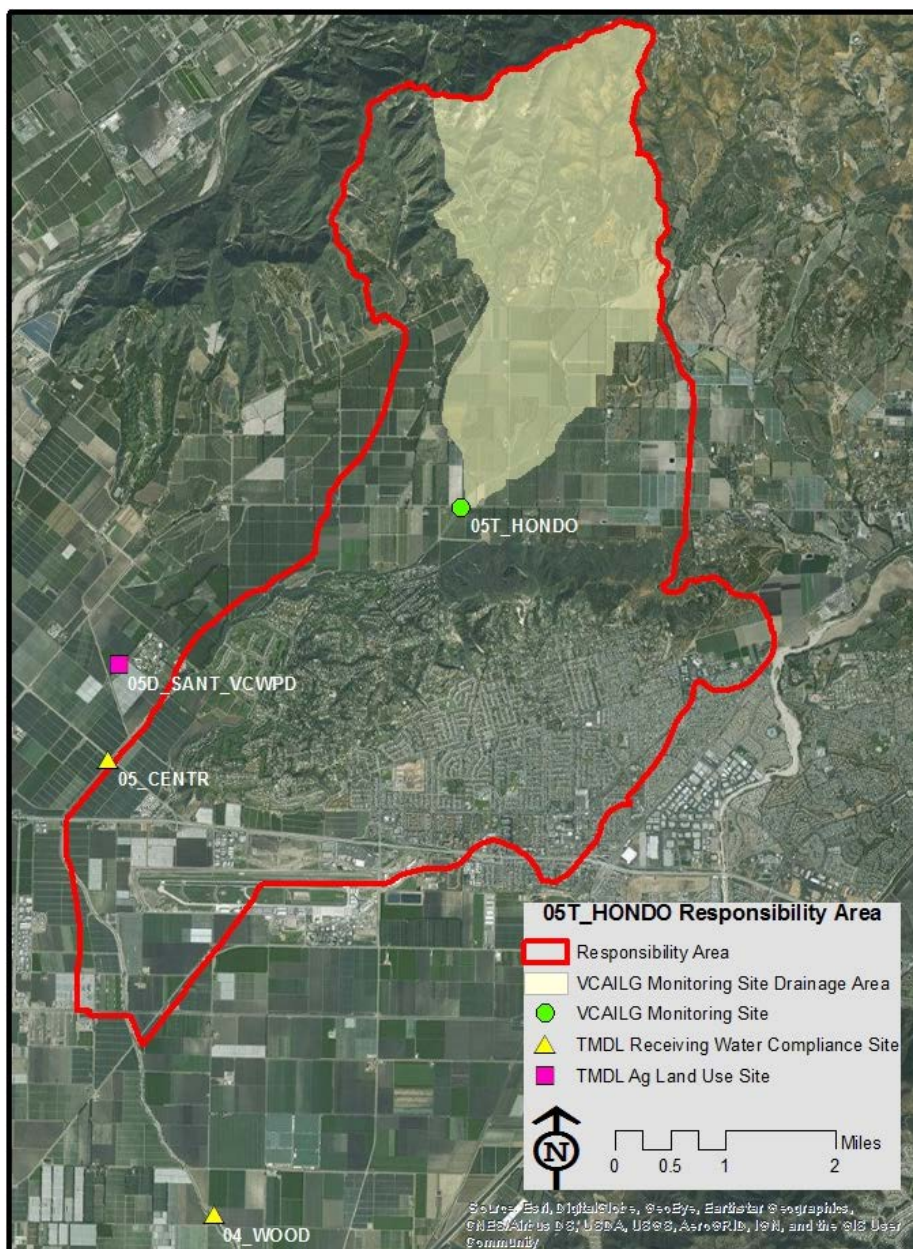 05T_HONDO
05D_SANT_VCWPD
05_CENTR
05T_HONDO Responsibility Area
Responsibility Area
VCAILG Monitoring Site Drainage Area
VCAILG Monitoring Site
TMDL Receiving Water Compliance Site
TMDL Ag Land Use Site
N
Miles
0 0.5 1 2
04_WOOD
Source: Esri, DigitalGlobe, GeoEye, Earthstar Geographics,
CNES/Airbus DS, USDA, USGS, AeroGRID, IGN, and the GIS User
Community